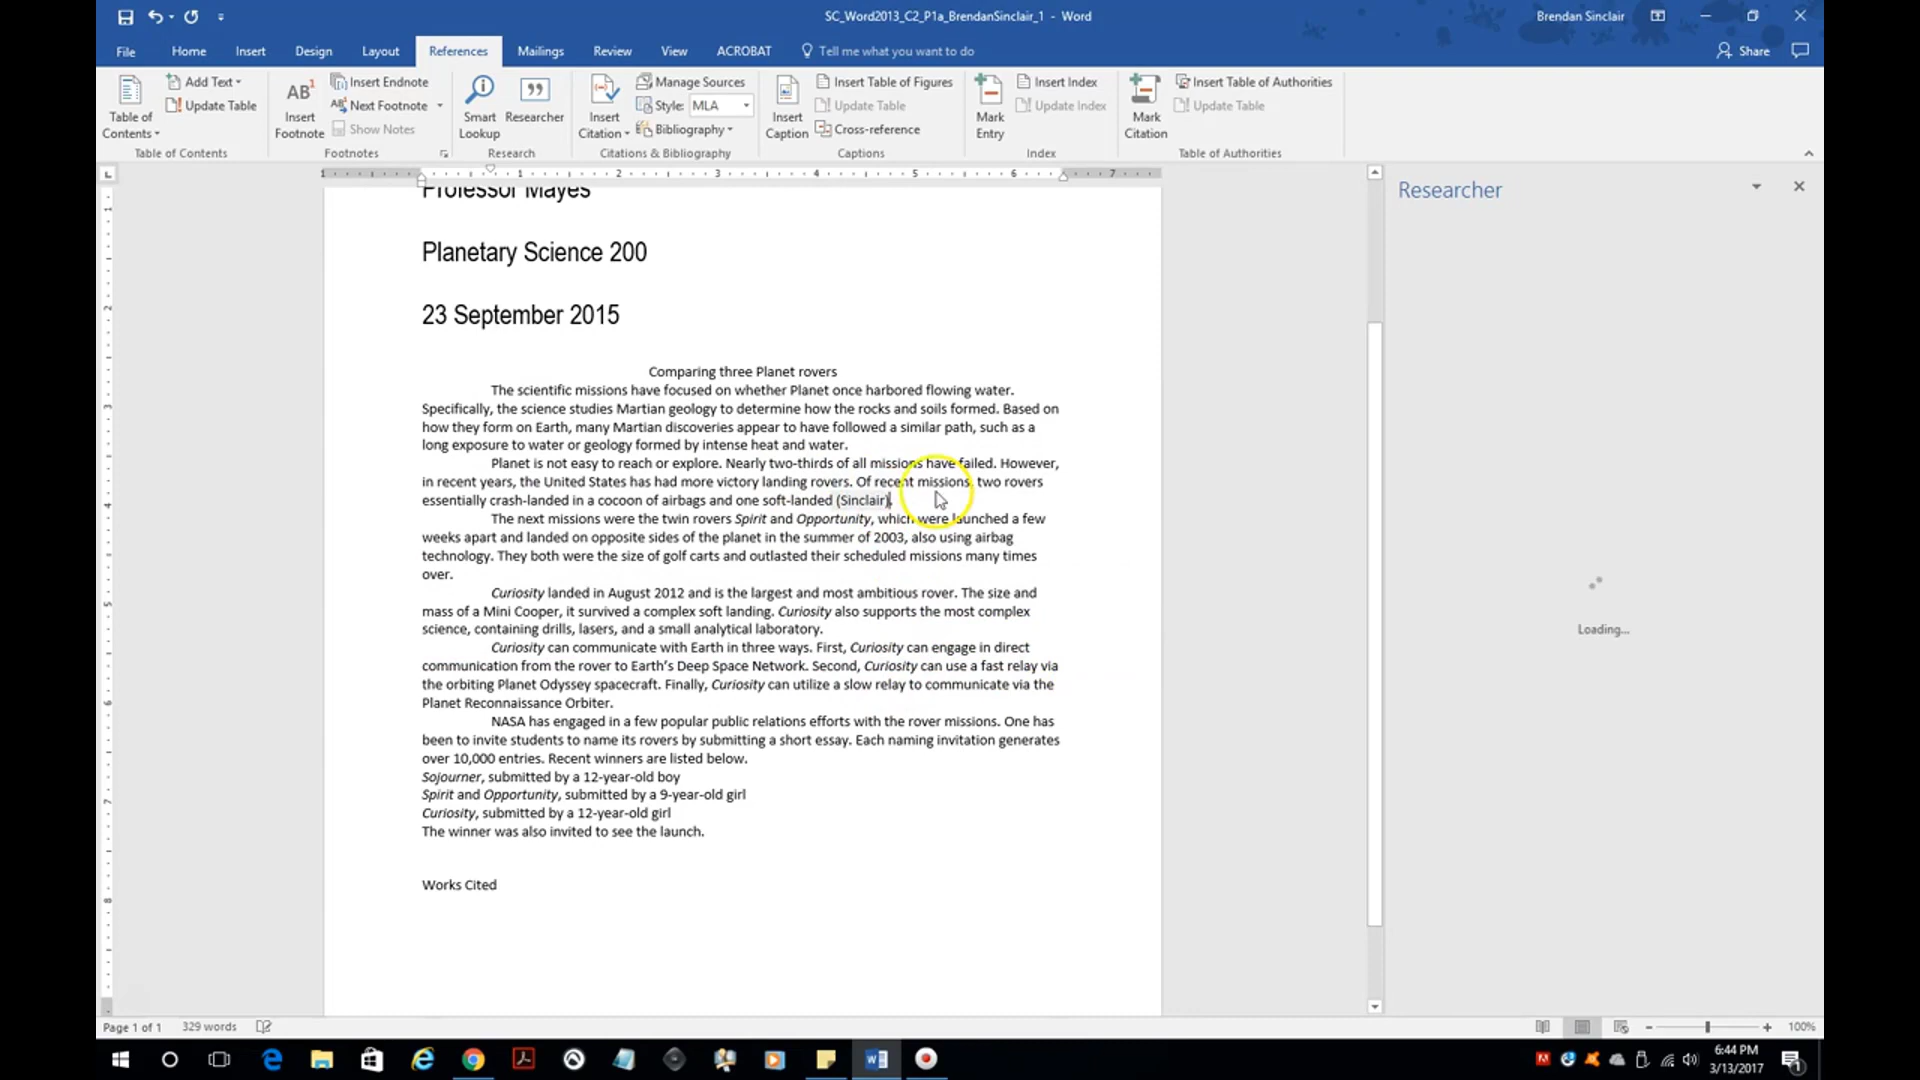 SC_Word2013_C2_P1a_BrendanSinclair_1 - Word
Brendan Sinclair
File Home Insert Design Layout References Mailings Review View ACROBAT Tell me what you want to do Share
Table of Contents
Add Text
Update Table
Table of Contents
AB¹ Insert Footnote
Insert Endnote
Next Footnote
Show Notes
Footnotes
Smart Lookup
Researcher
Research
Insert Citation
Manage Sources
Style: MLA
Bibliography
Citations & Bibliography
Insert Caption
Insert Table of Figures
Update Table
Cross-reference
Captions
Mark Entry
Insert Index
Update Index
Index
Mark Citation
Insert Table of Authorities
Update Table
Table of Authorities
1 1 2 3 4 5 6 7
Professor Mayes
Planetary Science 200
23 September 2015
Comparing three Planet rovers
The scientific missions have focused on whether Planet once harbored flowing water.
Specifically, the science studies Martian geology to determine how the rocks and soils formed. Based on
how they form on Earth, many Martian discoveries appear to have followed a similar path, such as a
long exposure to water or geology formed by intense heat and water.
Planet is not easy to reach or explore. Nearly two-thirds of all missions have failed. However,
in recent years, the United States has had more victory landing rovers. Of recent missions, two rovers
essentially crash-landed in a cocoon of airbags and one soft-landed (Sinclair).
The next missions were the twin rovers Spirit and Opportunity, which were launched a few
weeks apart and landed on opposite sides of the planet in the summer of 2003, also using airbag
technology. They both were the size of golf carts and outlasted their scheduled missions many times
over.
Curiosity landed in August 2012 and is the largest and most ambitious rover. The size and
mass of a Mini Cooper, it survived a complex soft landing. Curiosity also supports the most complex
science, containing drills, lasers, and a small analytical laboratory.
Curiosity can communicate with Earth in three ways. First, Curiosity can engage in direct
communication from the rover to Earth’s Deep Space Network. Second, Curiosity can use a fast relay via
the orbiting Planet Odyssey spacecraft. Finally, Curiosity can utilize a slow relay to communicate via the
Planet Reconnaissance Orbiter.
NASA has engaged in a few popular public relations efforts with the rover missions. One has
been to invite students to name its rovers by submitting a short essay. Each naming invitation generates
over 10,000 entries. Recent winners are listed below.
Sojourner, submitted by a 12-year-old boy
Spirit and Opportunity, submitted by a 9-year-old girl
Curiosity, submitted by a 12-year-old girl
The winner was also invited to see the launch.
Works Cited
Researcher
Loading...
Page 1 of 1 329 words
100%
6:44 PM
3/13/2017